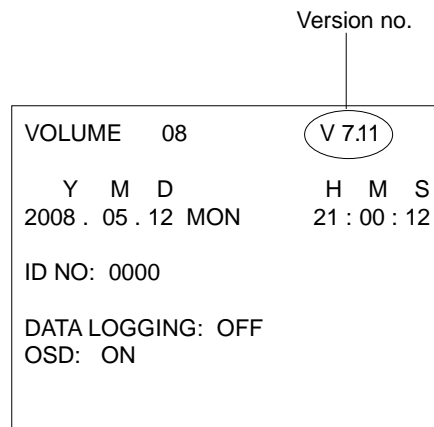 Version no.
VOLUME 08 V 7.11
Y M D H M S
2008 . 05 . 12 MON 21 : 00 : 12
ID NO: 0000
DATA LOGGING: OFF
OSD: ON